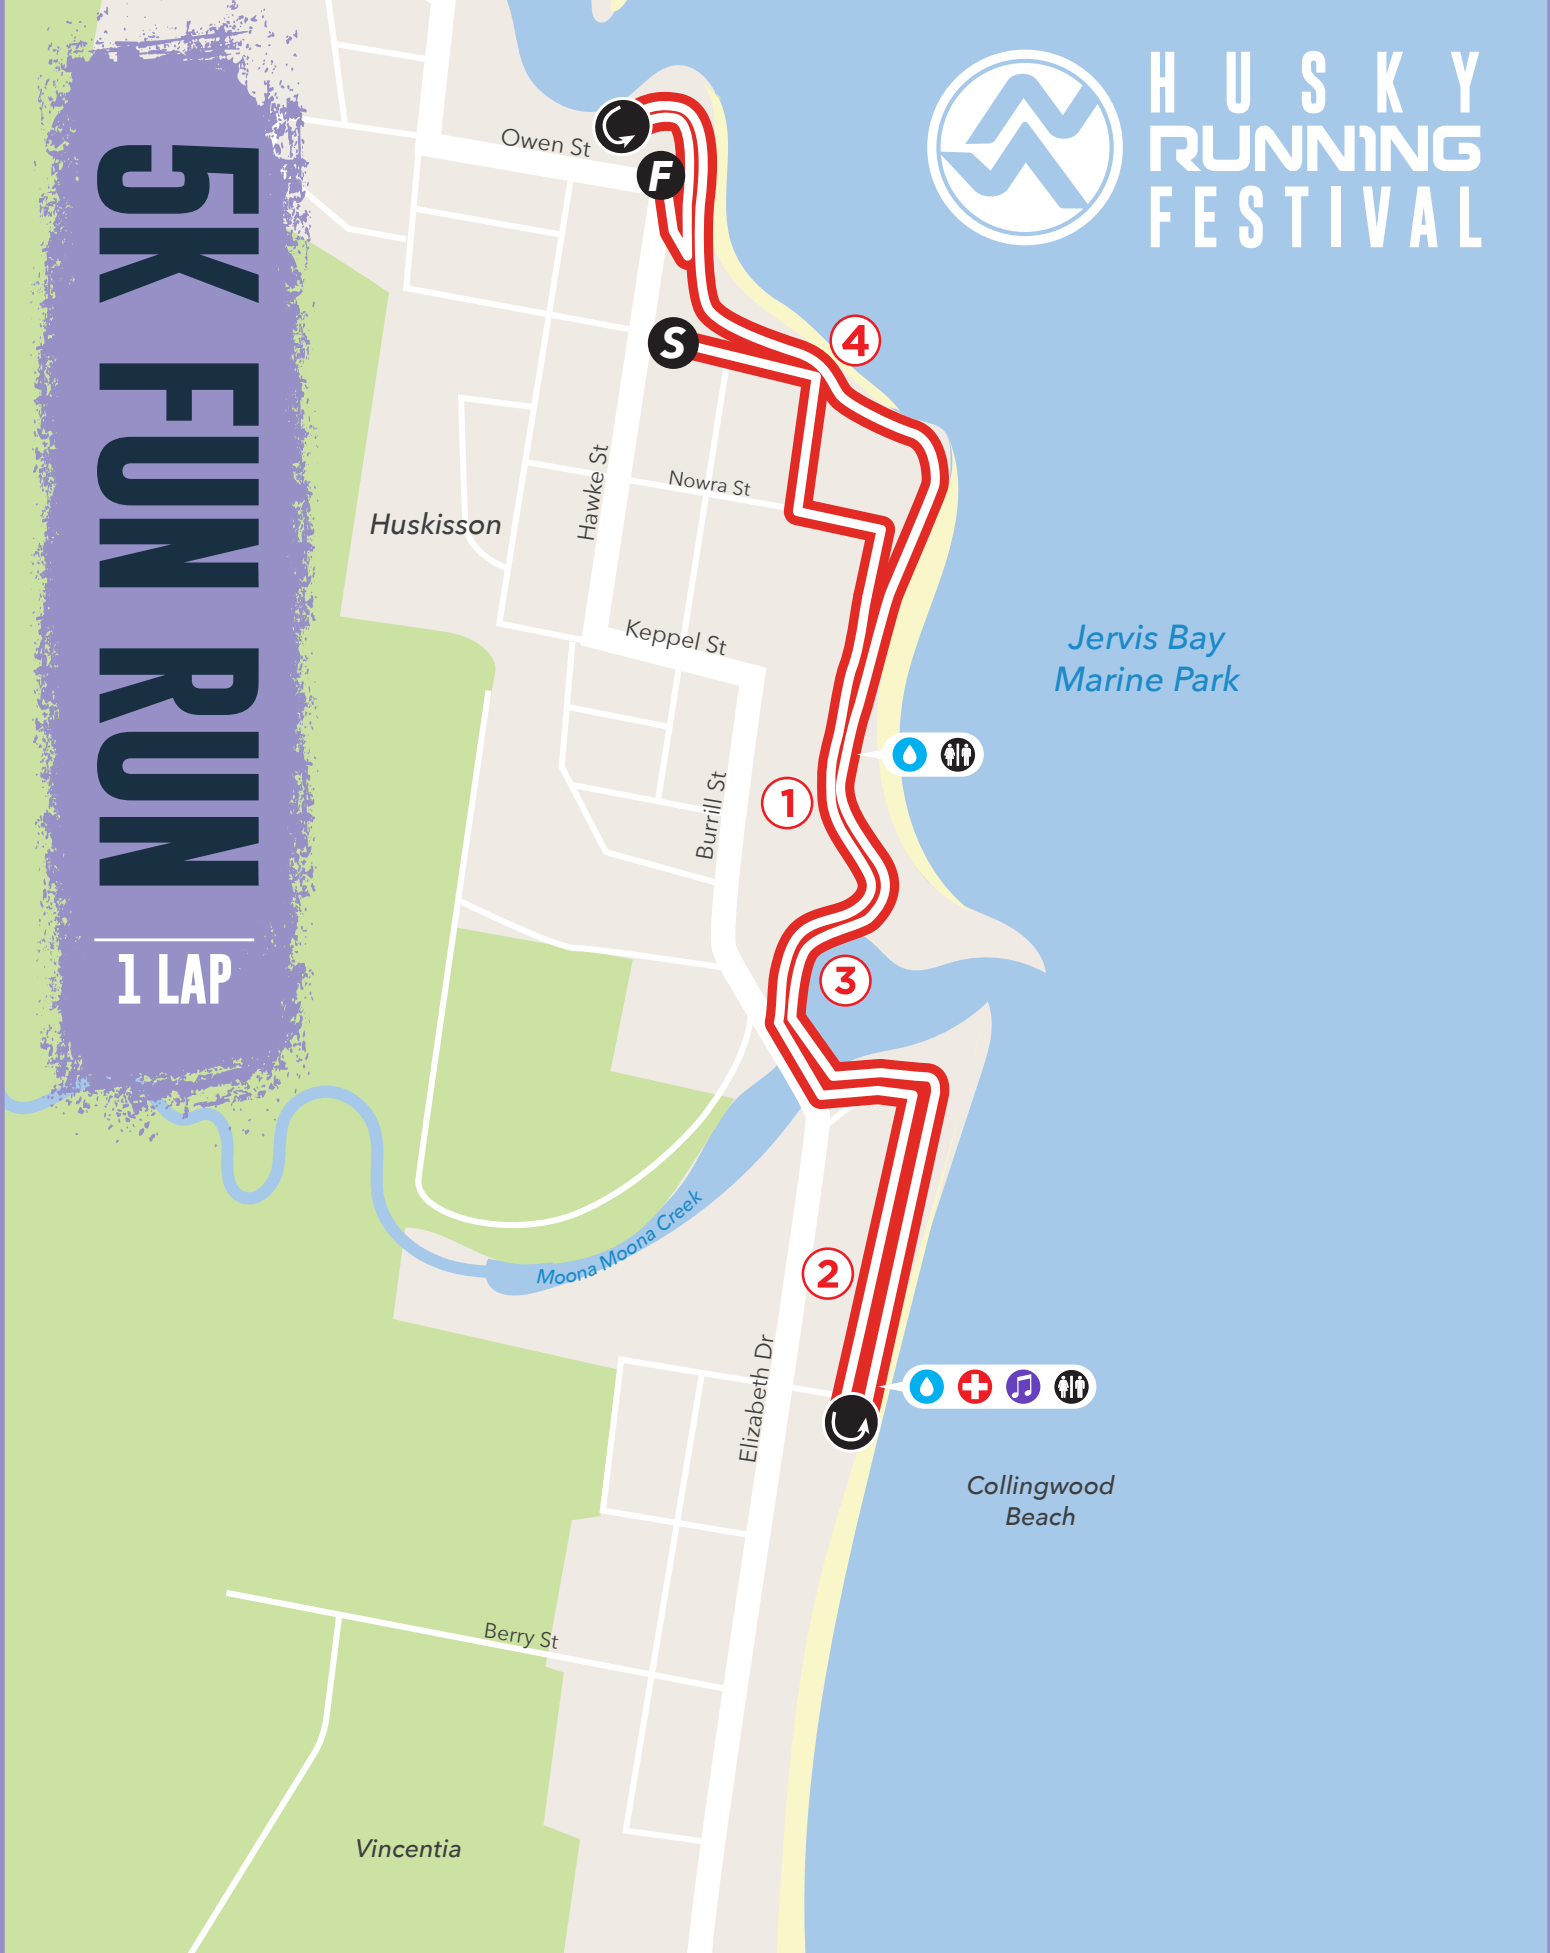 HUSKY
RUNN1NG
FESTIVAL
5K FUN RUN
1 LAP
Owen St
F
S
4
Hawke St
Nowra St
Huskisson
Keppel St
Jervis Bay
Marine Park
1
Burrill St
3
Moona Moona Creek
2
Elizabeth Dr
Collingwood
Beach
Berry St
Vincentia